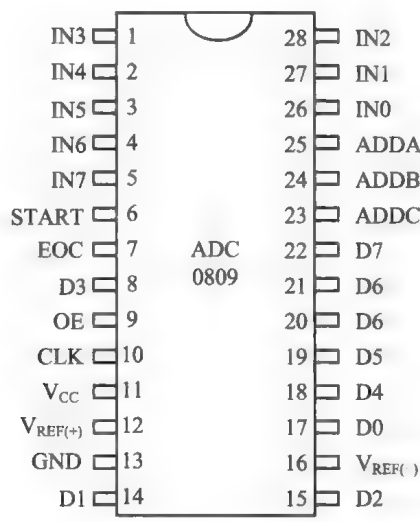 IN3 1 28 IN2
IN4 2 27 IN1
IN5 3 26 IN0
IN6 4 25 ADDA
IN7 5 24 ADDB
START 6 23 ADDC
EOC 7 ADC 22 D7
D3 8 0809 21 D6
OE 9 20 D6
CLK 10 19 D5
VCC 11 18 D4
VREF(+) 12 17 D0
GND 13 16 VREF(-)
D1 14 15 D2